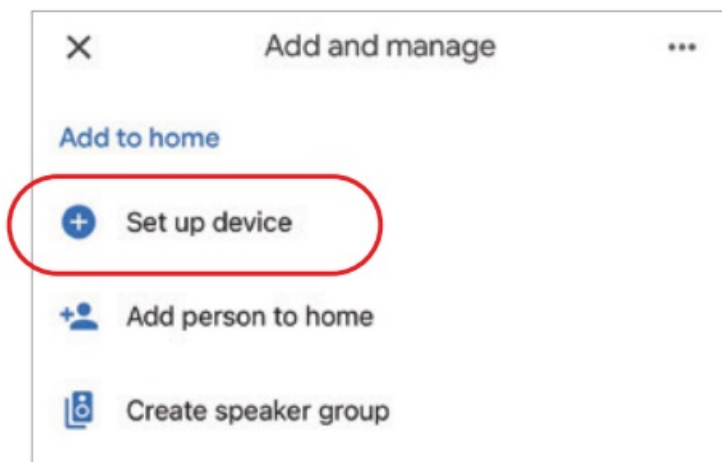 Add and manage
Add to home
Set up device
Add person to home
Create speaker group